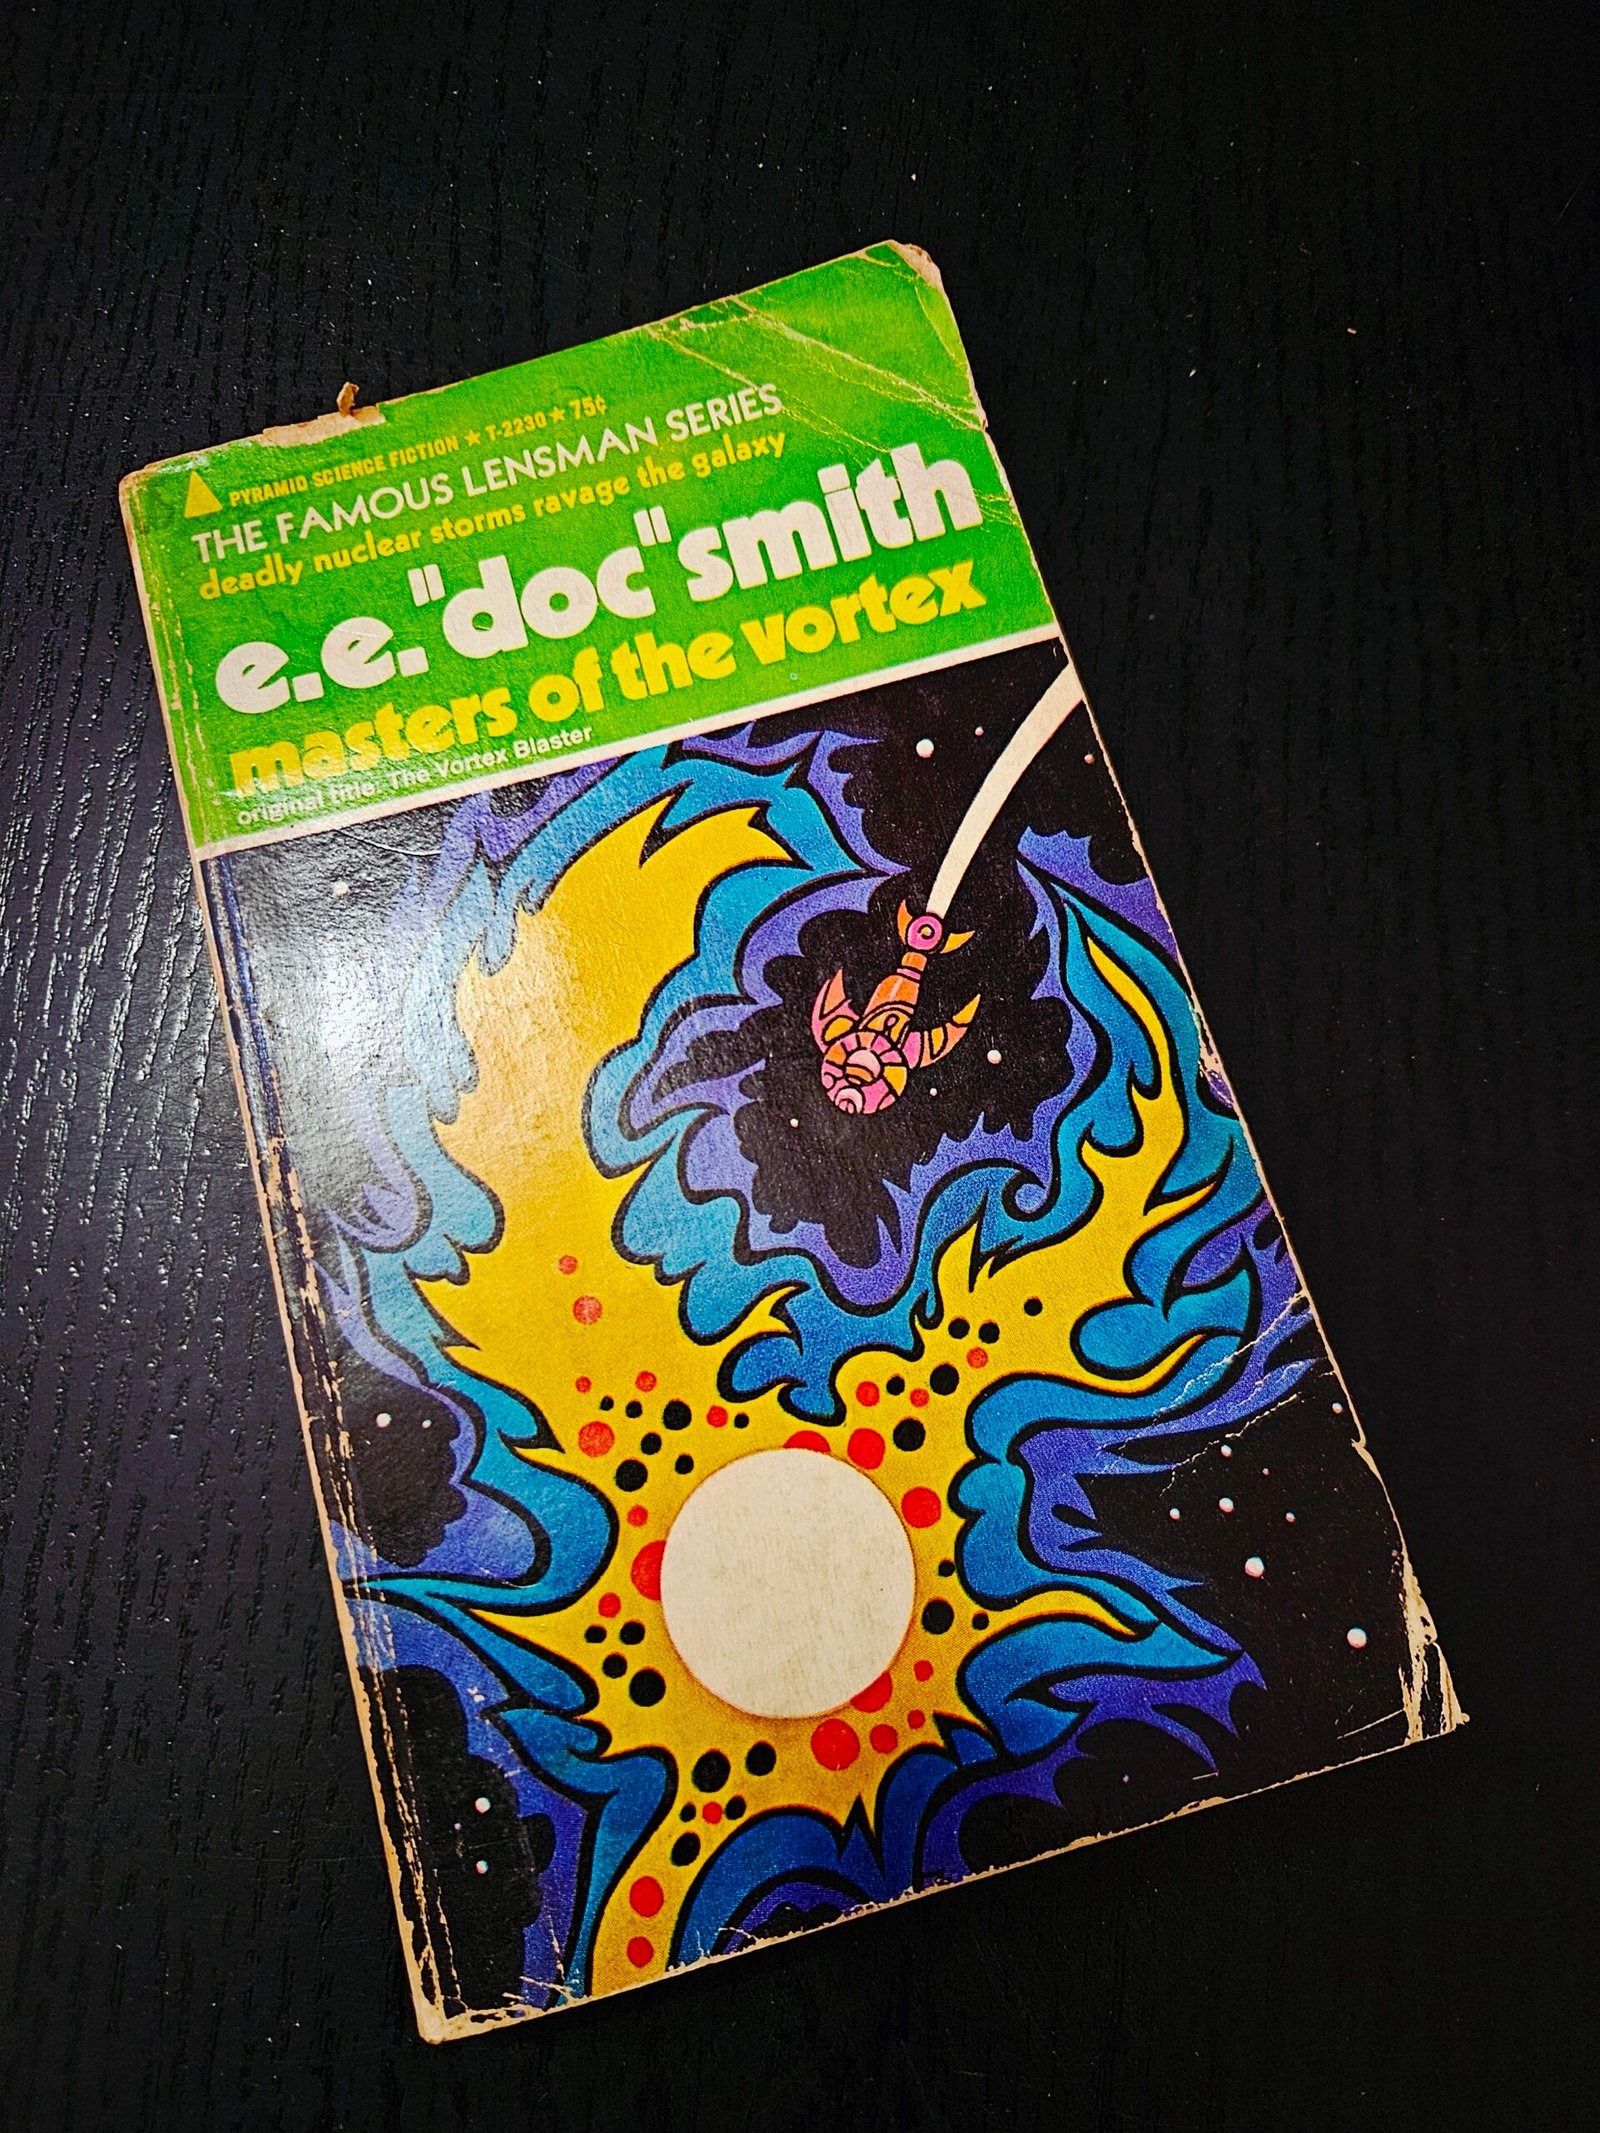 PYRAMID SCIENCE FICTION ★ T-2230 ★ 75¢
THE FAMOUS LENSMAN SERIES
deadly nuclear storms ravage the galaxy
e.e. "doc" smith
masters of the vortex
original title: The Vortex Blaster